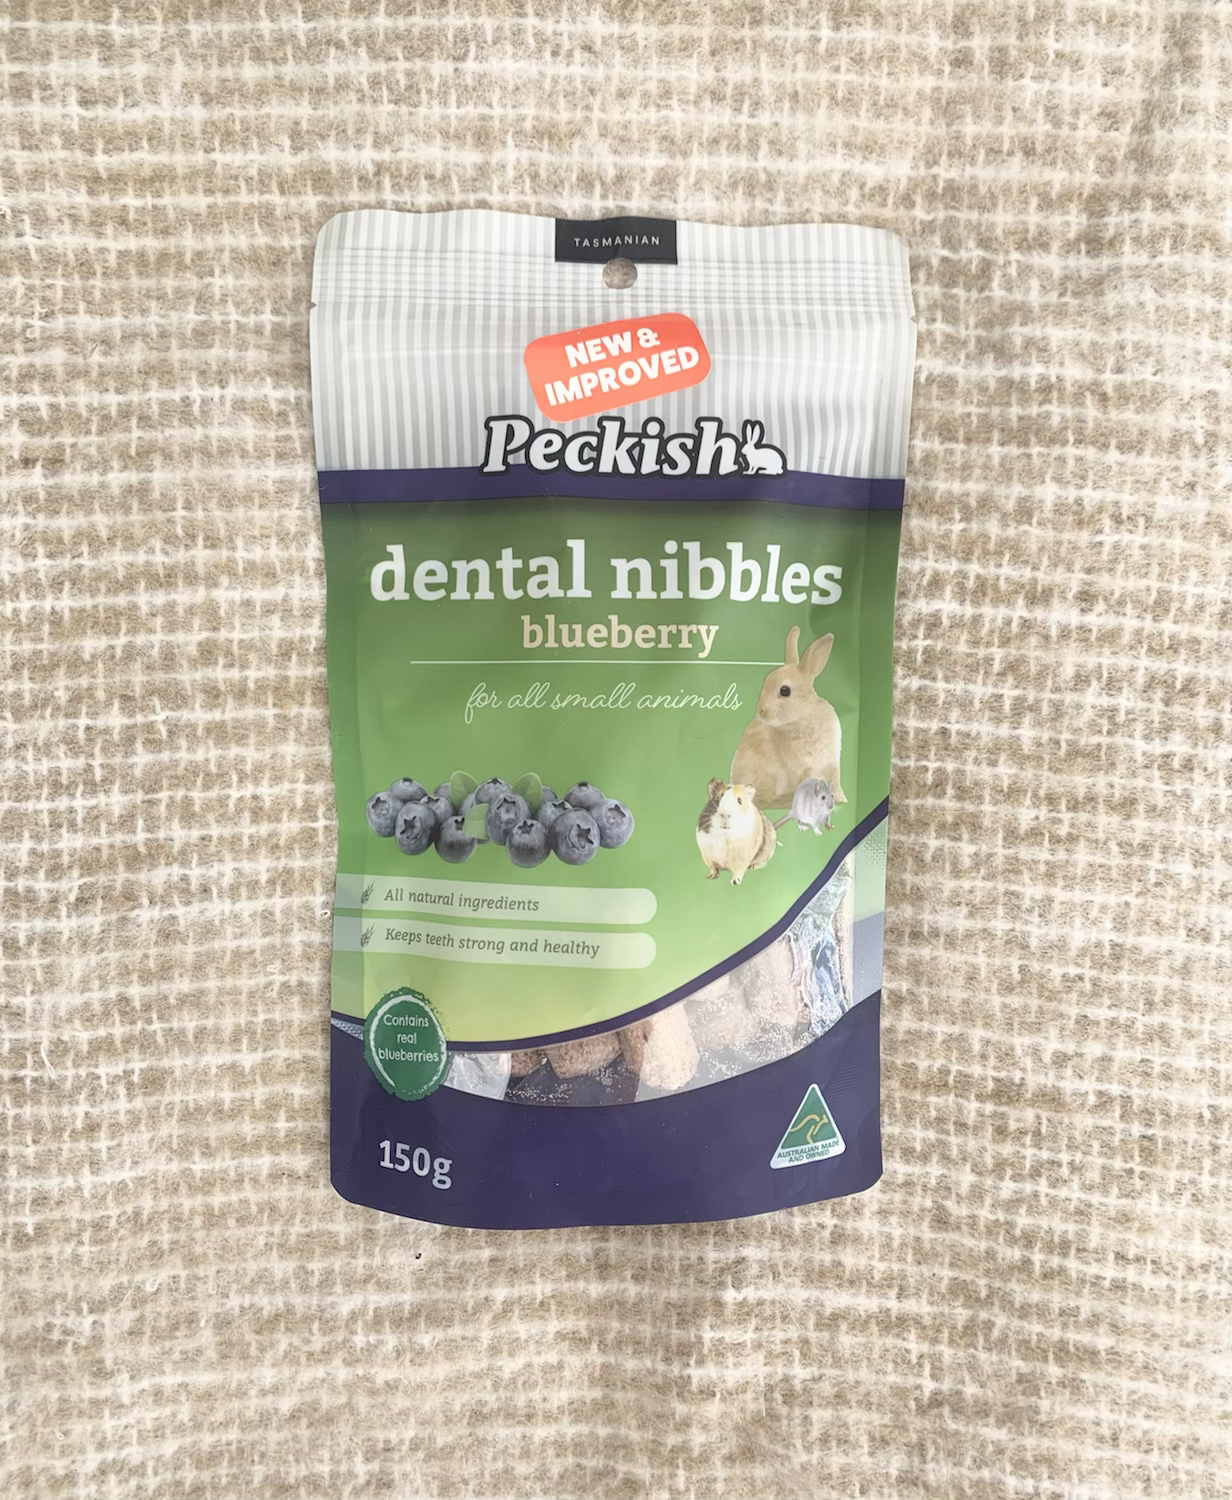 TASMANIAN
NEW &
IMPROVED
Peckish
dental nibbles
blueberry
for all small animals
All natural ingredients
Keeps teeth strong and healthy
Contains
real
blueberries
150g
AUSTRALIAN MADE
AND OWNED